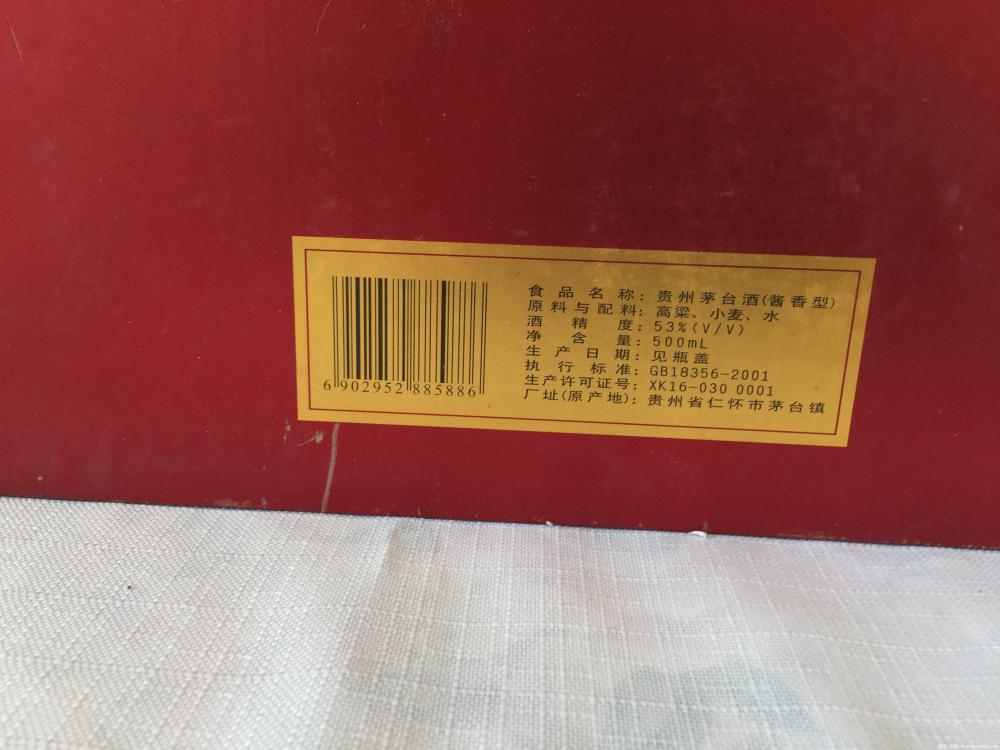 食品名称：贵州茅台酒(酱香型)
原料与配料：高粱、小麦、水
酒精度：53%(V/V)
净含量：500mL
生产日期：见瓶盖
执行标准：GB18356-2001
生产许可证号：XK16-030 0001
厂址(原产地)：贵州省仁怀市茅台镇
6 902952 885886